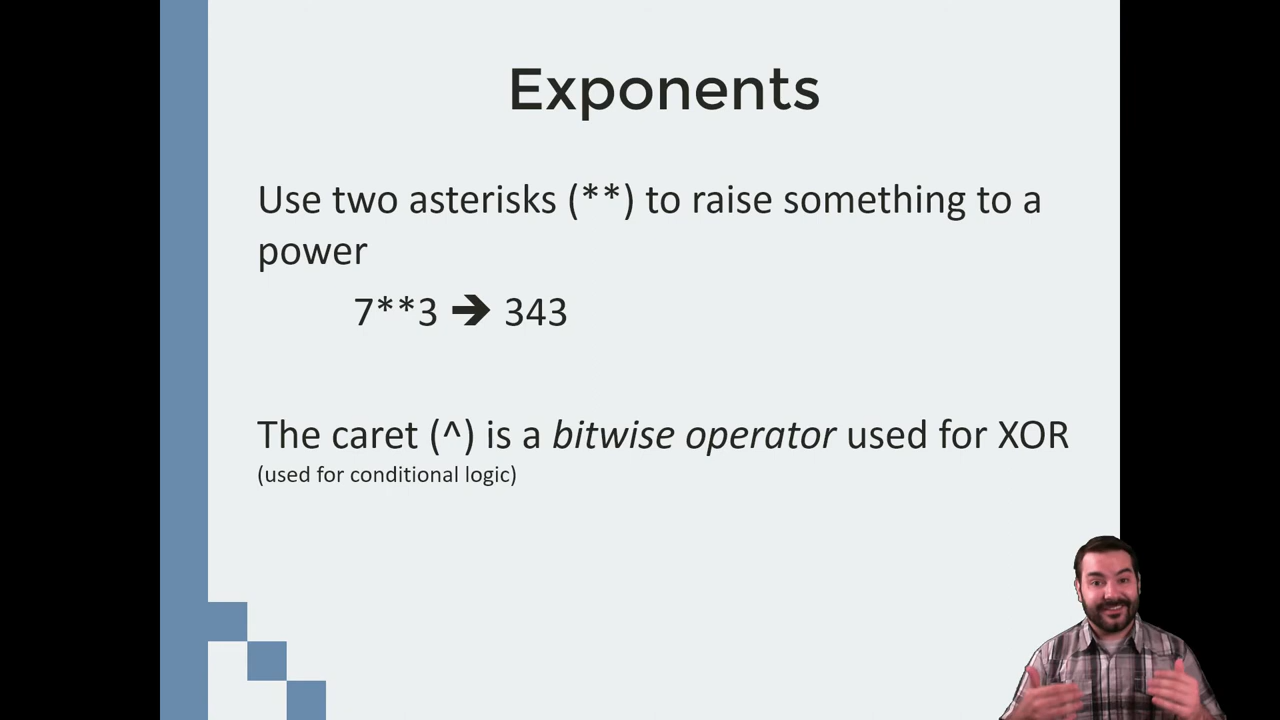 Exponents
Use two asterisks (**) to raise something to a
power
7**3 🡺 343
The caret (^) is a bitwise operator used for XOR
(used for conditional logic)